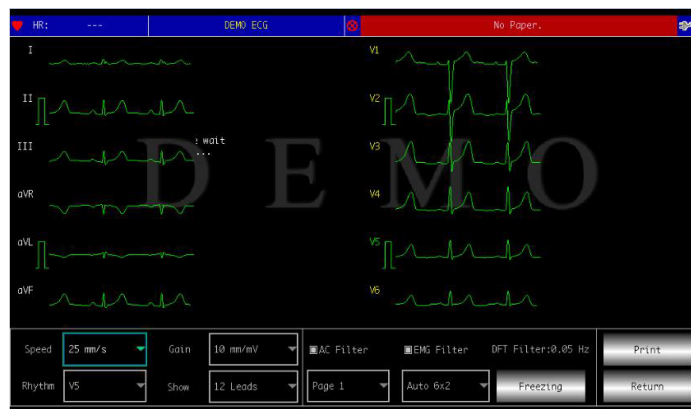 HR: --- DEMO ECG No Paper.
I V1
II V2
wait
III ... V3
DEMO
aVR V4
aVL V5
aVF V6
Speed 25 mm/s Gain 10 mm/mV AC Filter EMG Filter DFT Filter:0.05 Hz Print
Rhythm V5 Show 12 Leads Page 1 Auto 6x2 Freezing Return